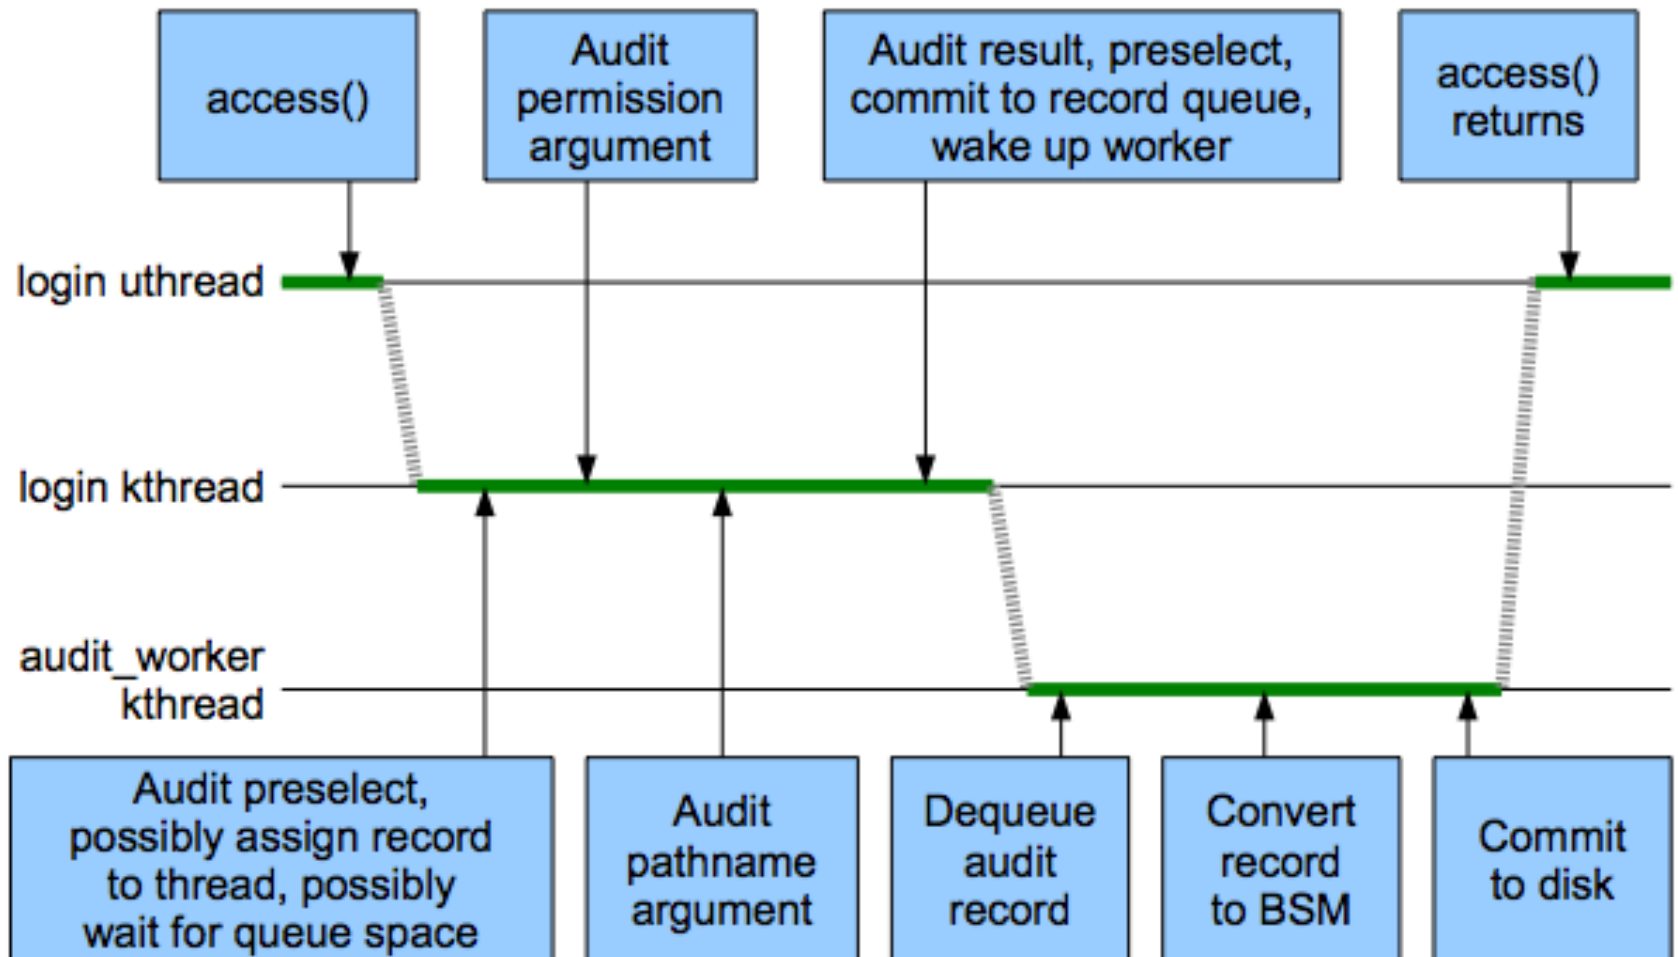 access()
Audit
permission
argument
Audit result, preselect,
commit to record queue,
wake up worker
access()
returns
login uthread
login kthread
audit_worker
kthread
Audit preselect,
possibly assign record
to thread, possibly
wait for queue space
Audit
pathname
argument
Dequeue
audit
record
Convert
record
to BSM
Commit
to disk